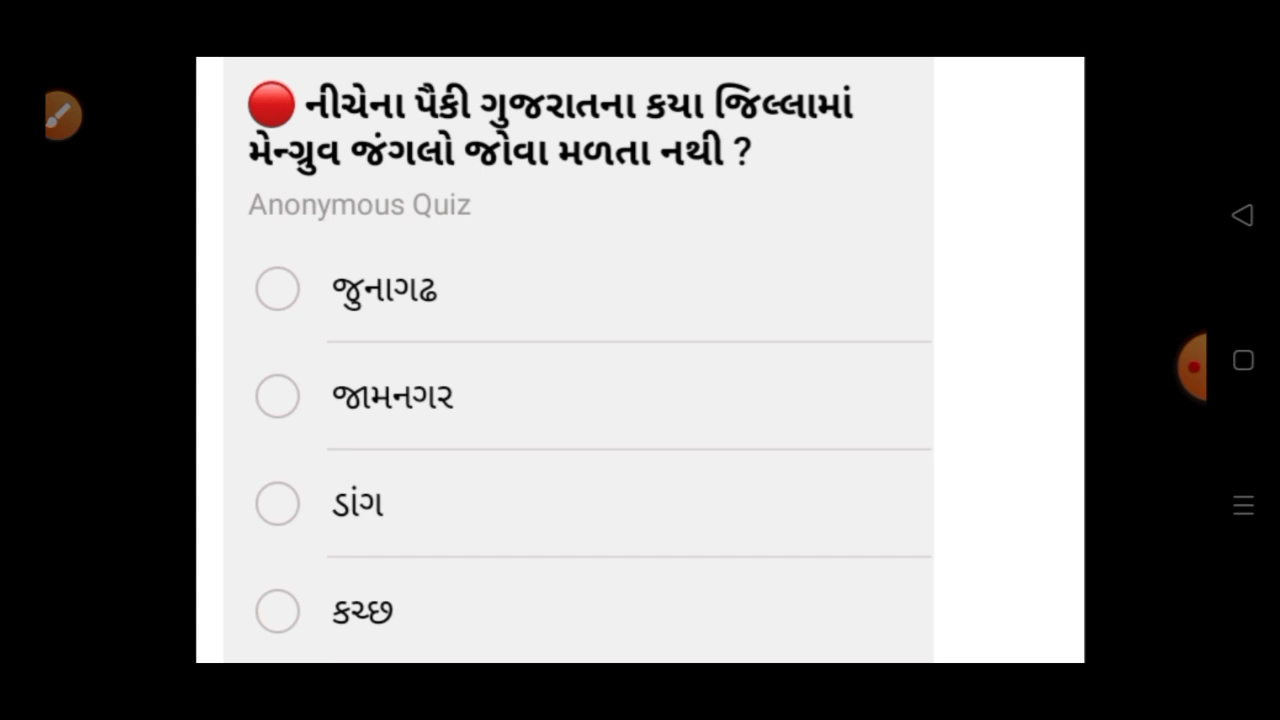 🔴 નીચેના પૈકી ગુજરાતના કયા જિલ્લામાં
મેન્ગ્રુવ જંગલો જોવા મળતા નથી ?
Anonymous Quiz
જુનાગઢ
જામનગર
ડાંગ
કચ્છ